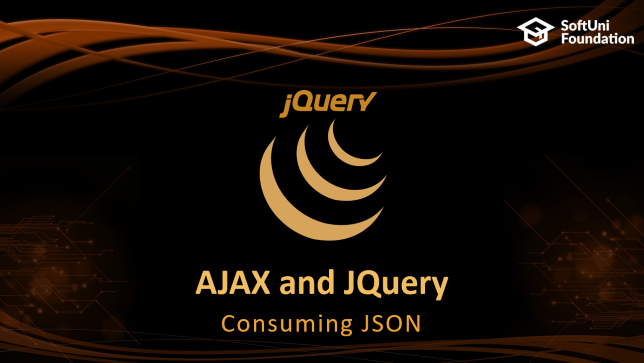 SoftUni
Foundation
jQuery
AJAX and JQuery
Consuming JSON